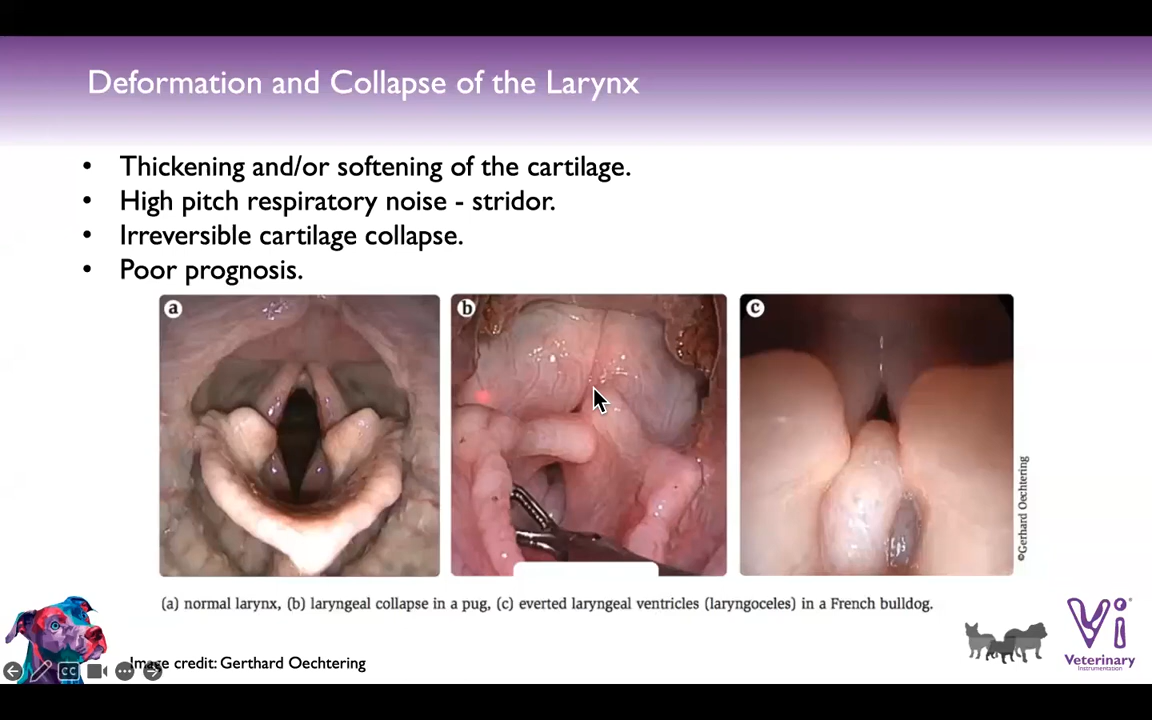 Deformation and Collapse of the Larynx
• Thickening and/or softening of the cartilage.
• High pitch respiratory noise - stridor.
• Irreversible cartilage collapse.
• Poor prognosis.
a
b
c
©Gerhard Oechtering
(a) normal larynx, (b) laryngeal collapse in a pug, (c) everted laryngeal ventricles (laryngoceles) in a French bulldog.
Image credit: Gerthard Oechtering
CC
Vi
Veterinary
Instrumentation